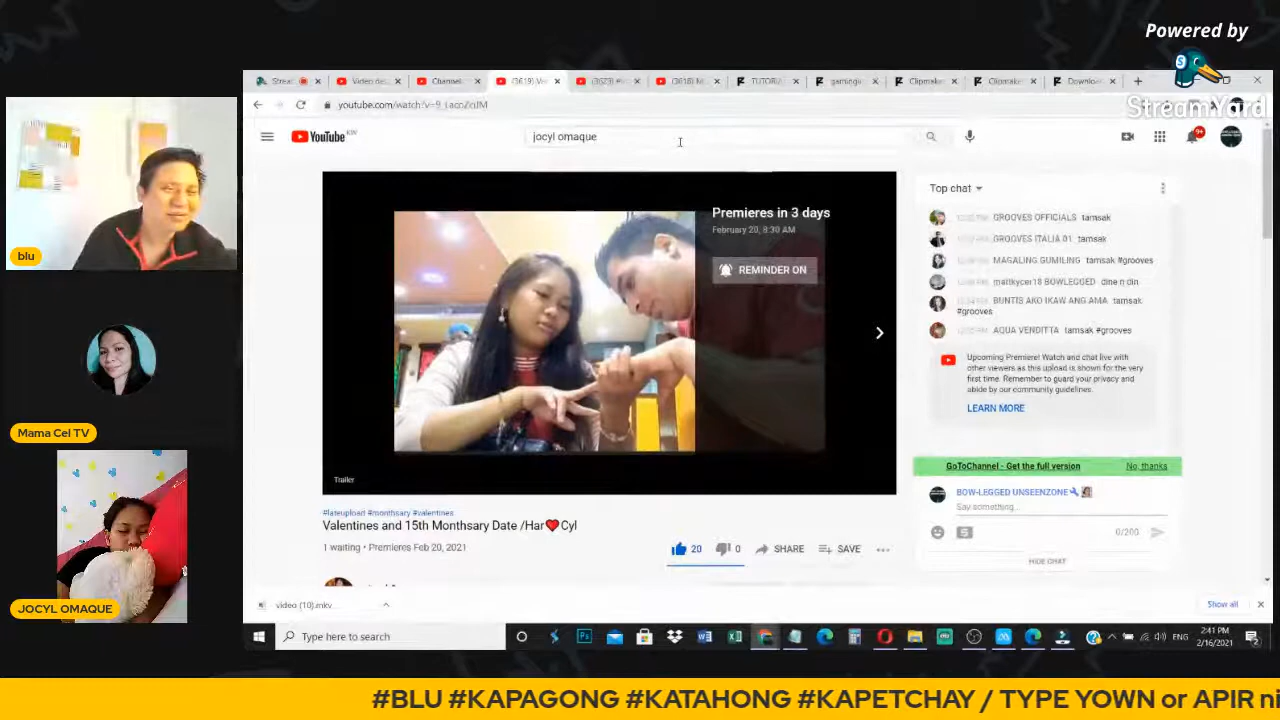 Powered by
StreamYard
youtube.com/watch?v=
YouTube KW
jocyl omaque
Premieres in 3 days
February 20, 8:30 AM
REMINDER ON
Trailer
#lateupload #monthsary #valentines
Valentines and 15th Monthsary Date /Har❤️Cyl
1 waiting • Premieres Feb 20, 2021
20
0
SHARE
SAVE
Top chat
GROOVES OFFICIALS tamsak
GROOVES ITALIA 01 tamsak
MAGALING GUMILING tamsak #grooves
mattkycer18 BOWLEGGED dine n din
BUNTIS AKO IKAW ANG AMA tamsak
#grooves
AQUA VENDITTA tamsak #grooves
Upcoming Premiere! Watch and chat live with
other viewers as this upload is shown for the very
first time. Remember to guard your privacy and
abide by our community guidelines.
LEARN MORE
GoToChannel - Get the full version
No, thanks
BOW-LEGGED UNSEENZONE
Say something...
0/200
HIDE CHAT
blu
Mama Cel TV
JOCYL OMAQUE
video (10).mkv
Show all
Type here to search
ENG
2:41 PM
2/16/2021
#BLU #KAPAGONG #KATAHONG #KAPETCHAY / TYPE YOWN or APIR ni